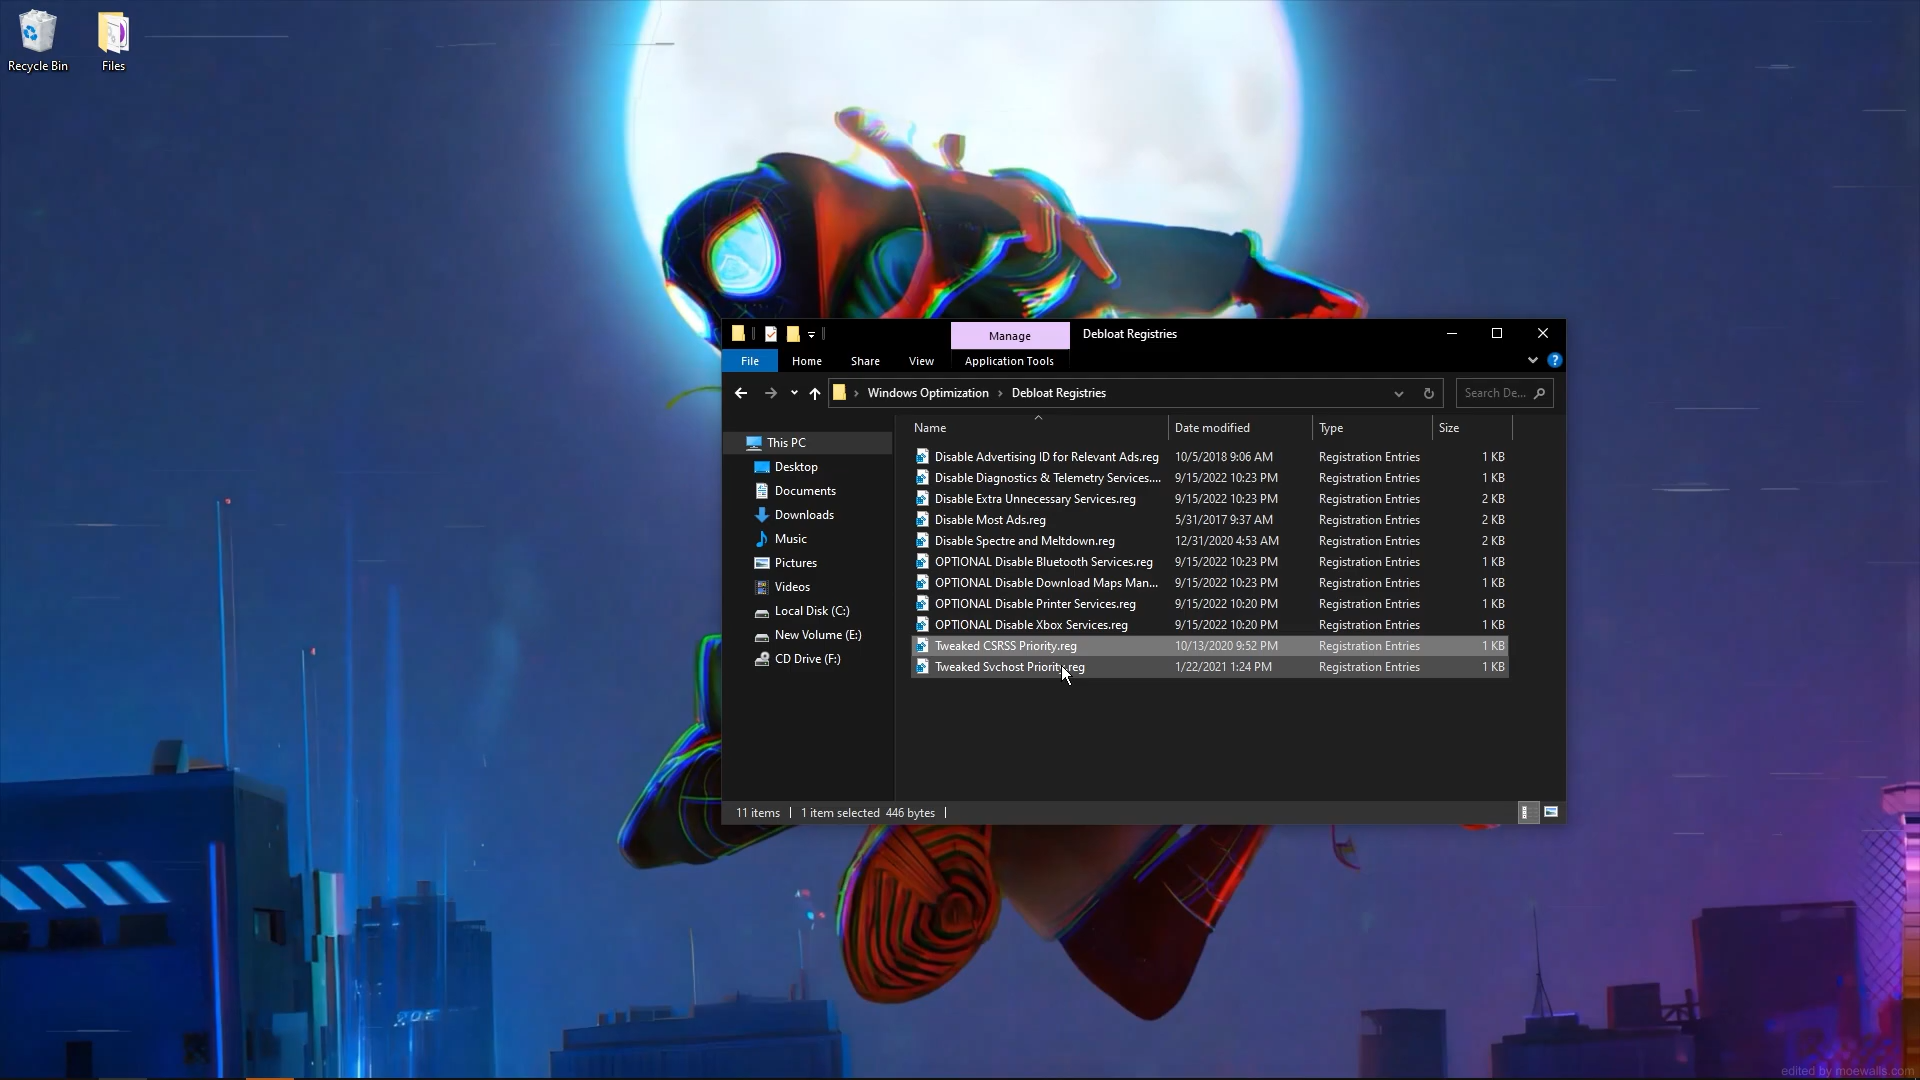 Recycle Bin
Files
Manage
Debloat Registries
File
Home
Share
View
Application Tools
Windows Optimization
Debloat Registries
Search De...
Name
Date modified
Type
Size
This PC
Desktop
Documents
Downloads
Music
Pictures
Videos
Local Disk (C:)
New Volume (E:)
CD Drive (F:)
Disable Advertising ID for Relevant Ads.reg 10/5/2018 9:06 AM Registration Entries 1 KB
Disable Diagnostics & Telemetry Services.... 9/15/2022 10:23 PM Registration Entries 1 KB
Disable Extra Unnecessary Services.reg 9/15/2022 10:23 PM Registration Entries 2 KB
Disable Most Ads.reg 5/31/2017 9:37 AM Registration Entries 2 KB
Disable Spectre and Meltdown.reg 12/31/2020 4:53 AM Registration Entries 2 KB
OPTIONAL Disable Bluetooth Services.reg 9/15/2022 10:23 PM Registration Entries 1 KB
OPTIONAL Disable Download Maps Man... 9/15/2022 10:23 PM Registration Entries 1 KB
OPTIONAL Disable Printer Services.reg 9/15/2022 10:20 PM Registration Entries 1 KB
OPTIONAL Disable Xbox Services.reg 9/15/2022 10:20 PM Registration Entries 1 KB
Tweaked CSRSS Priority.reg 10/13/2020 9:52 PM Registration Entries 1 KB
Tweaked Svchost Priority.reg 1/22/2021 1:24 PM Registration Entries 1 KB
11 items
1 item selected 446 bytes
edited by moewalls.com